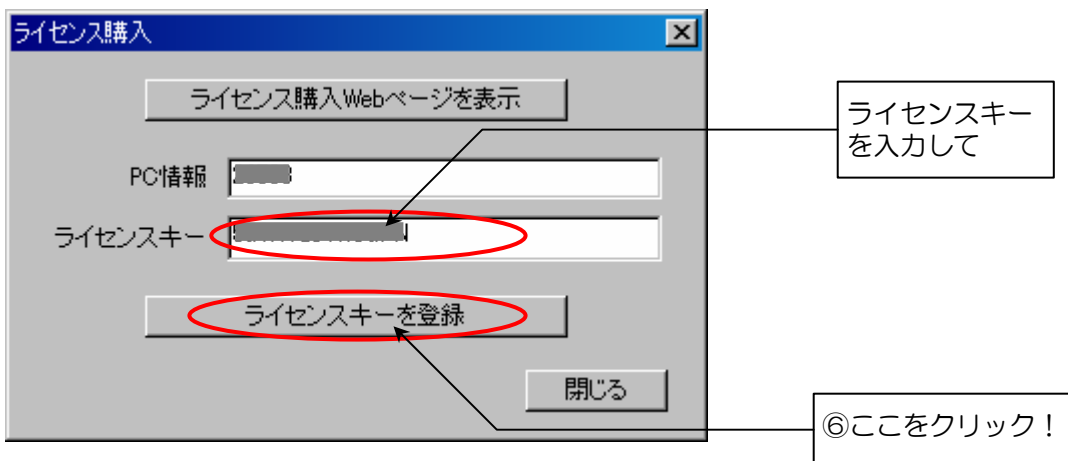 ライセンス購入
ライセンス購入Webページを表示
ライセンスキー
を入力して
PC情報
ライセンスキー
ライセンスキーを登録
閉じる
⑥ここをクリック！